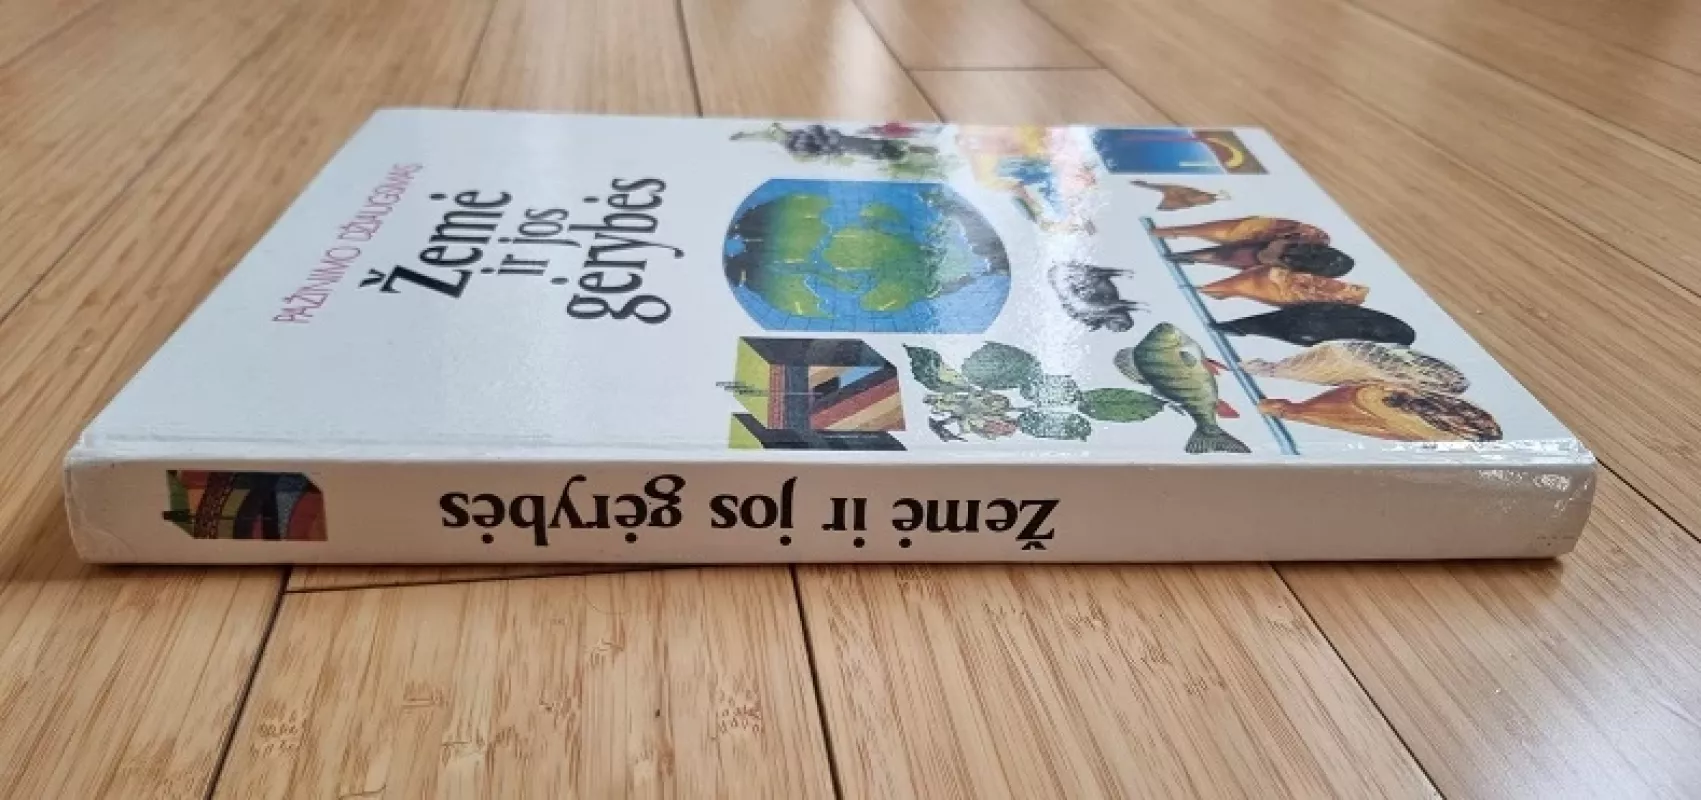 PAŽINIMO DŽIAUGSMAS
Žemė
ir jos
gėrybės
Žemė ir jos gėrybės